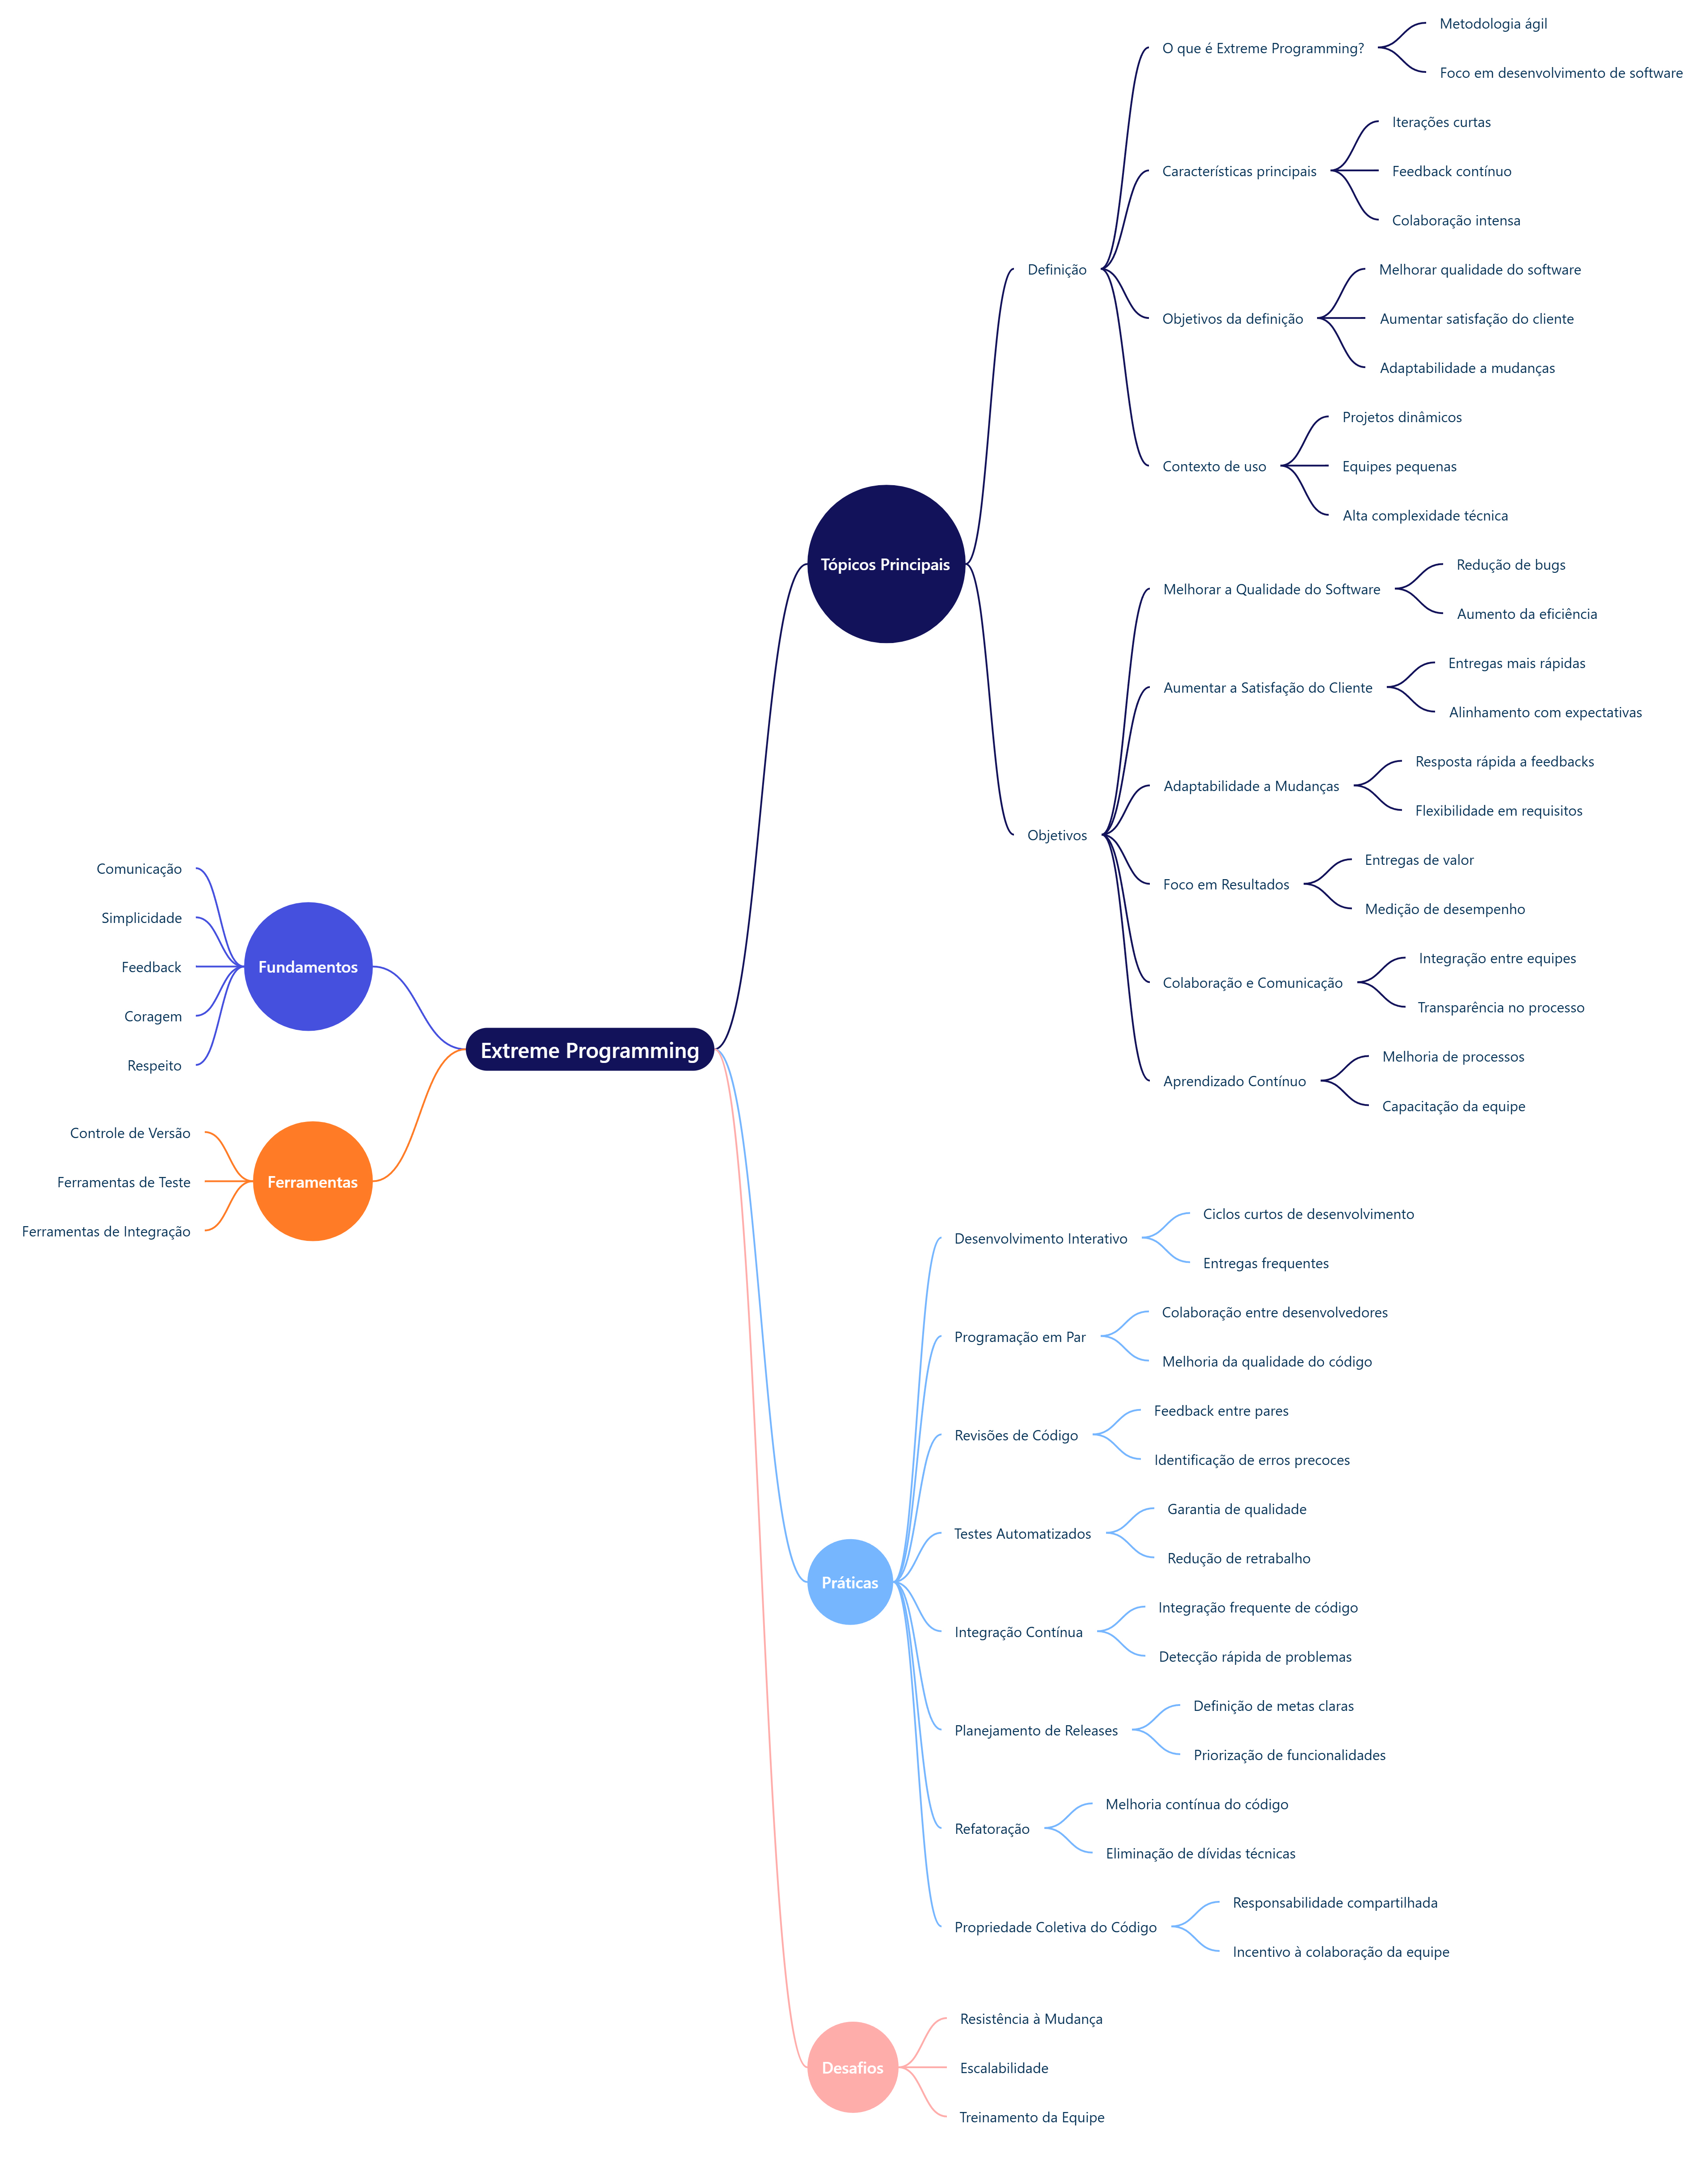 Extreme Programming
Tópicos Principais
Definição
O que é Extreme Programming?
Metodologia ágil
Foco em desenvolvimento de software
Características principais
Iterações curtas
Feedback contínuo
Colaboração intensa
Objetivos da definição
Melhorar qualidade do software
Aumentar satisfação do cliente
Adaptabilidade a mudanças
Contexto de uso
Projetos dinâmicos
Equipes pequenas
Alta complexidade técnica
Objetivos
Melhorar a Qualidade do Software
Redução de bugs
Aumento da eficiência
Aumentar a Satisfação do Cliente
Entregas mais rápidas
Alinhamento com expectativas
Adaptabilidade a Mudanças
Resposta rápida a feedbacks
Flexibilidade em requisitos
Foco em Resultados
Entregas de valor
Medição de desempenho
Colaboração e Comunicação
Integração entre equipes
Transparência no processo
Aprendizado Contínuo
Melhoria de processos
Capacitação da equipe
Práticas
Desenvolvimento Interativo
Ciclos curtos de desenvolvimento
Entregas frequentes
Programação em Par
Colaboração entre desenvolvedores
Melhoria da qualidade do código
Revisões de Código
Feedback entre pares
Identificação de erros precoces
Testes Automatizados
Garantia de qualidade
Redução de retrabalho
Integração Contínua
Integração frequente de código
Detecção rápida de problemas
Planejamento de Releases
Definição de metas claras
Priorização de funcionalidades
Refatoração
Melhoria contínua do código
Eliminação de dívidas técnicas
Propriedade Coletiva do Código
Responsabilidade compartilhada
Incentivo à colaboração da equipe
Desafios
Resistência à Mudança
Escalabilidade
Treinamento da Equipe
Fundamentos
Comunicação
Simplicidade
Feedback
Coragem
Respeito
Ferramentas
Controle de Versão
Ferramentas de Teste
Ferramentas de Integração